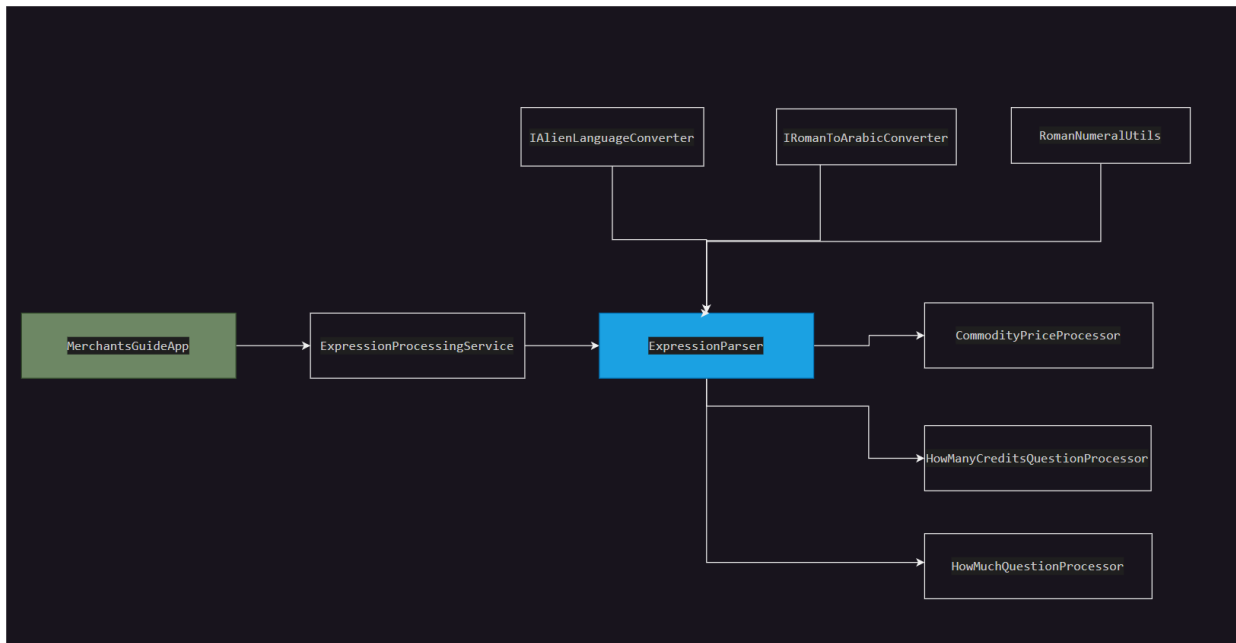 IAlienLanguageConverter
IRomanToArabicConverter
RomanNumeralUtils
MerchantsGuideApp
ExpressionProcessingService
ExpressionParser
CommodityPriceProcessor
HowManyCreditsQuestionProcessor
HowMuchQuestionProcessor